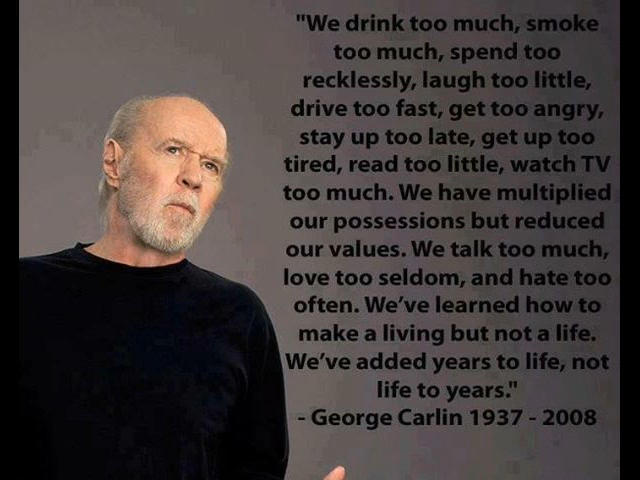 "We drink too much, smoke
too much, spend too
recklessly, laugh too little,
drive too fast, get too angry,
stay up too late, get up too
tired, read too little, watch TV
too much. We have multiplied
our possessions but reduced
our values. We talk too much,
love too seldom, and hate too
often. We've learned how to
make a living but not a life.
We've added years to life, not
life to years."
- George Carlin 1937 - 2008